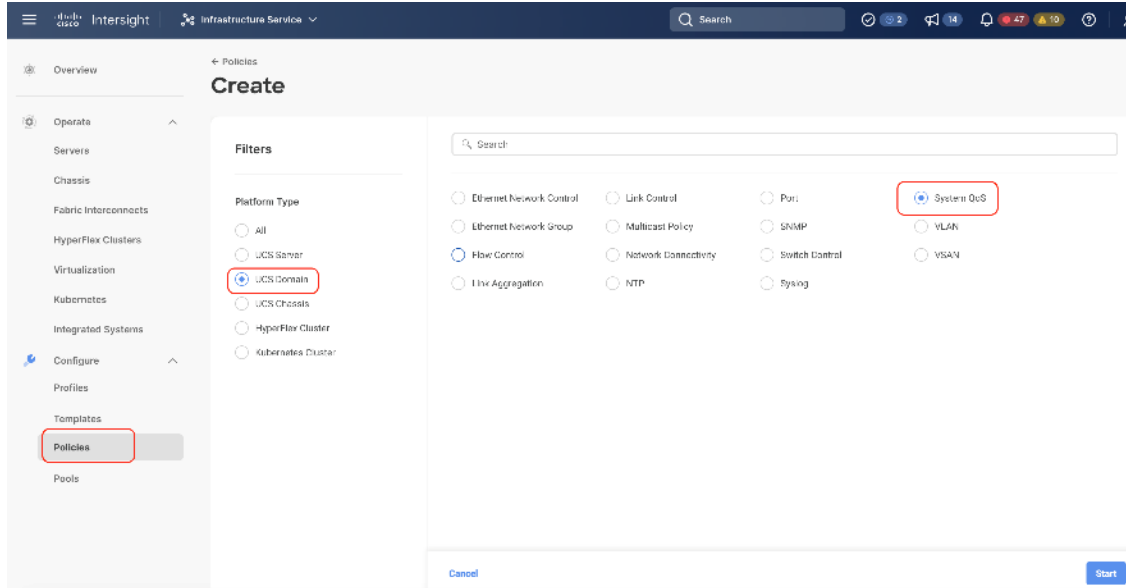 cisco Intersight
Infrastructure Service
Search
2
14
47
10
Overview
Operate
Servers
Chassis
Fabric Interconnects
HyperFlex Clusters
Virtualization
Kubernetes
Integrated Systems
Configure
Profiles
Templates
Policies
Pools
← Policies
Create
Filters
Platform Type
All
UCS Server
UCS Domain
UCS Chassis
HyperFlex Cluster
Kubernetes Cluster
Search
Ethernet Network Control
Link Control
Port
System QoS
Ethernet Network Group
Multicast Policy
SNMP
VLAN
Flow Control
Network Connectivity
Switch Control
VSAN
Link Aggregation
NTP
Syslog
Cancel
Start